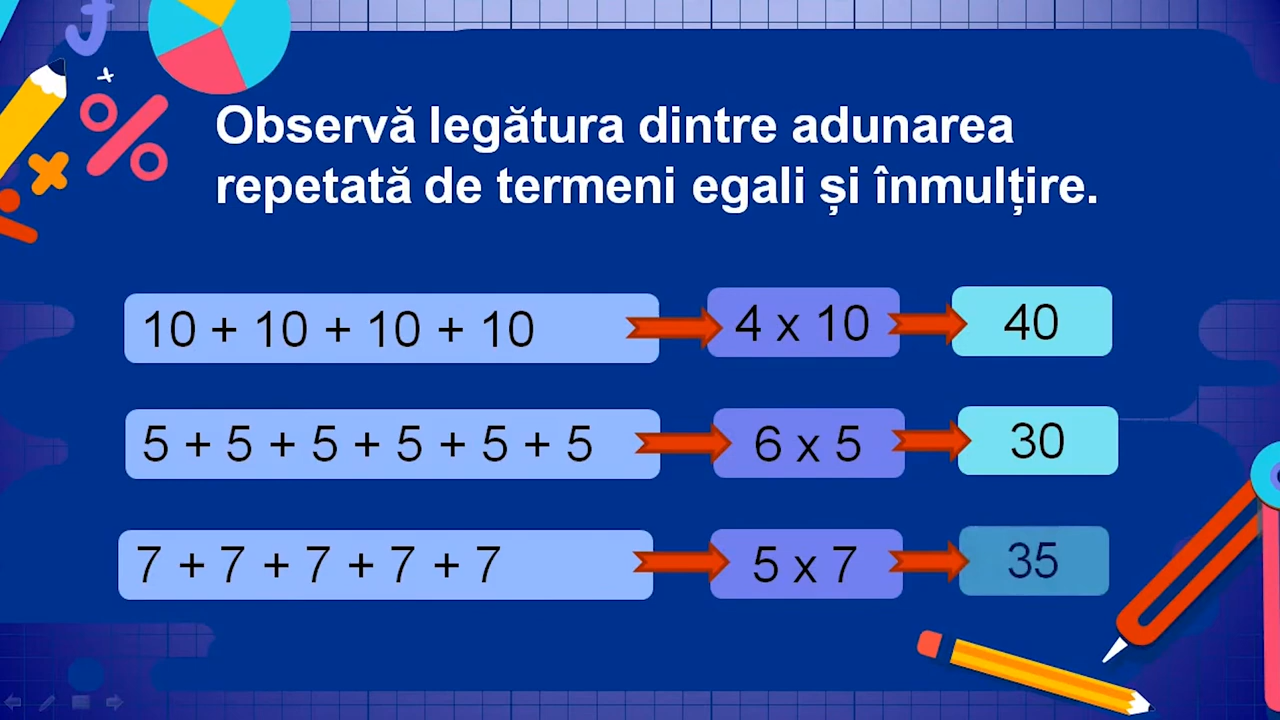 Observă legătura dintre adunarea
repetată de termeni egali și înmulțire.
10 + 10 + 10 + 10 4 x 10 40
5 + 5 + 5 + 5 + 5 + 5 6 x 5 30
7 + 7 + 7 + 7 + 7 5 x 7 35